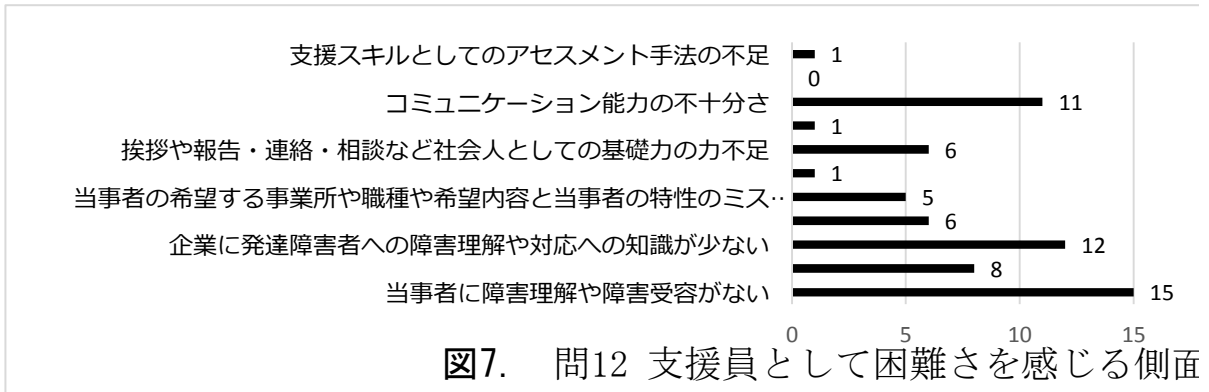 支援スキルとしてのアセスメント手法の不足 1
0
コミュニケーション能力の不十分さ 11
1
挨拶や報告・連絡・相談など社会人としての基礎力の力不足 6
1
当事者の希望する事業所や職種や希望内容と当事者の特性のミス… 5
6
企業に発達障害者への障害理解や対応への知識が少ない 12
8
当事者に障害理解や障害受容がない 15
0 5 10 15
図7. 問12 支援員として困難さを感じる側面